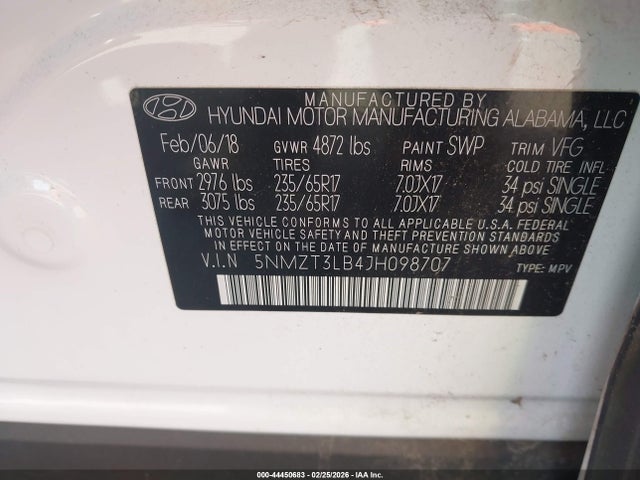 MANUFACTURED BY
HYUNDAI MOTOR MANUFACTURING ALABAMA, LLC
Feb/06/18 GVWR 4872 lbs PAINT SWP TRIM VFG
GAWR TIRES RIMS COLD TIRE INFL
FRONT 2976 lbs 235/65R17 7.0JX17 34 psi SINGLE
REAR 3075 lbs 235/65R17 7.0JX17 34 psi SINGLE
THIS VEHICLE CONFORMS TO ALL APPLICABLE U.S.A. FEDERAL
MOTOR VEHICLE SAFETY AND THEFT PREVENTION STANDARDS
IN EFFECT ON THE DATE OF MANUFACTURE SHOWN ABOVE.
V.I.N 5NMZT3LB4JH098707 TYPE: MPV
000-44450683 - 02/25/2026 - IAA Inc.